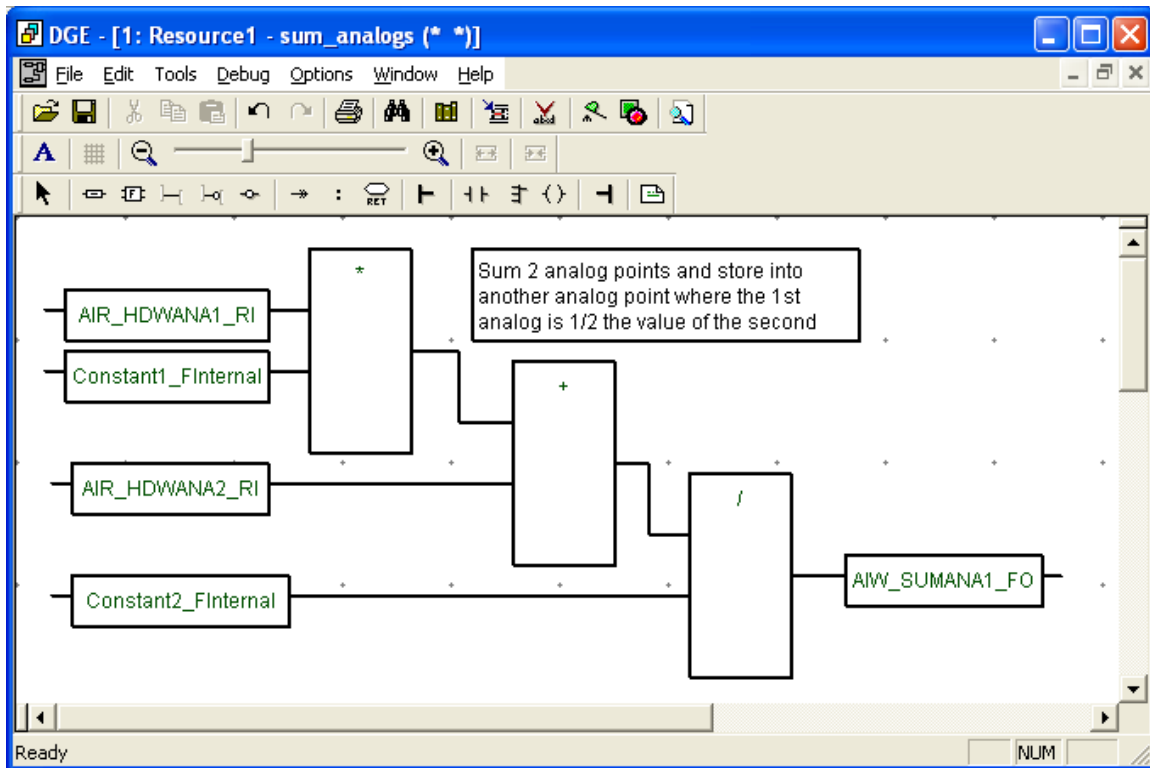 DGE - [1: Resource1 - sum_analogs (* *)]
File Edit Tools Debug Options Window Help
A
RET
*
Sum 2 analog points and store into
another analog point where the 1st
analog is 1/2 the value of the second
AIR_HDWANA1_RI
Constant1_FInternal
+
AIR_HDWANA2_RI
/
AIW_SUMANA1_FO
Constant2_FInternal
Ready
NUM